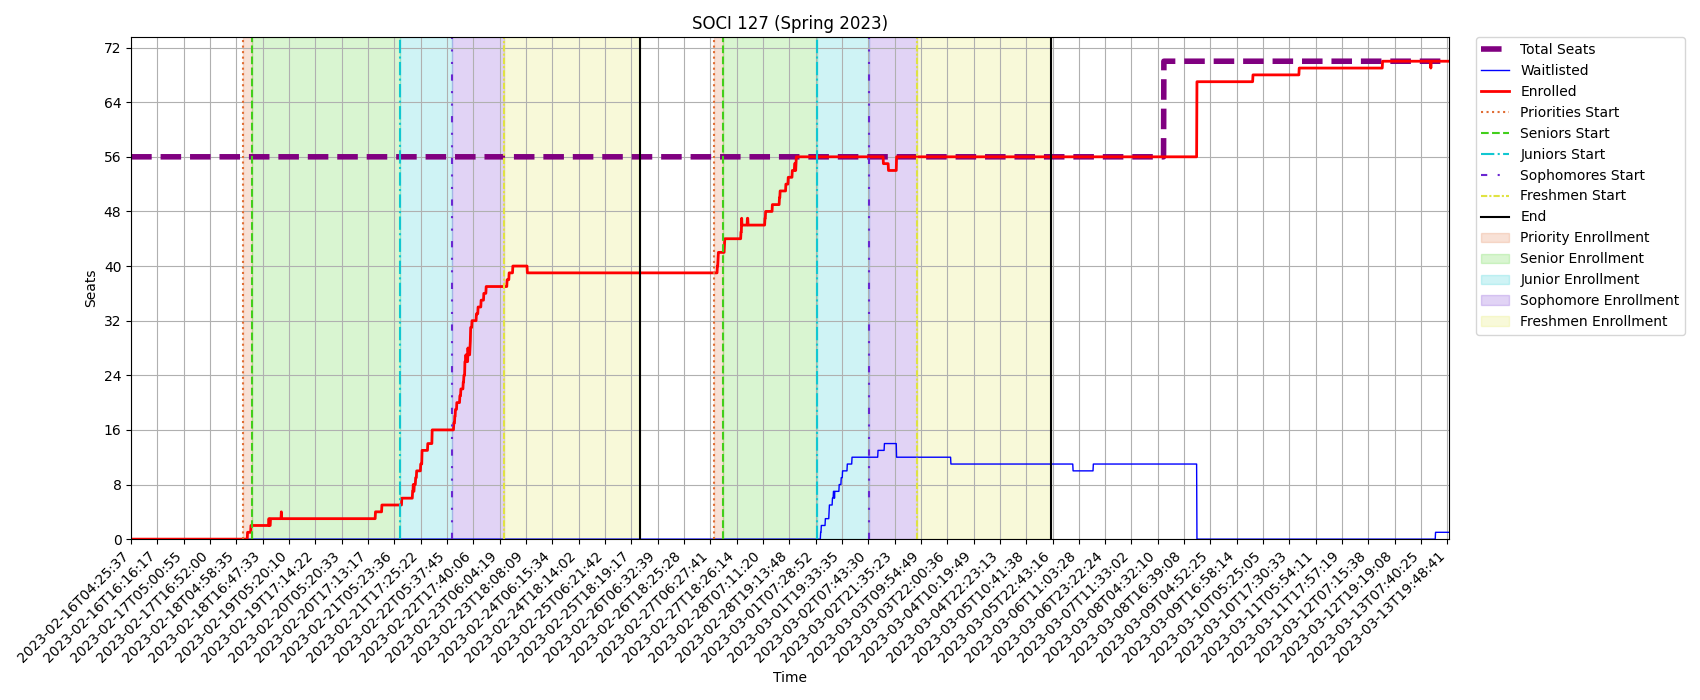 SOCI 127 (Spring 2023)
Seats
72
64
56
48
40
32
24
16
8
0
2023-02-16T04:25:37
2023-02-16T16:16:17
2023-02-17T05:00:55
2023-02-17T16:52:00
2023-02-18T04:58:35
2023-02-18T16:47:33
2023-02-19T05:20:10
2023-02-19T17:14:22
2023-02-20T05:20:33
2023-02-20T17:13:17
2023-02-21T05:23:36
2023-02-21T17:25:22
2023-02-22T05:37:45
2023-02-22T17:40:06
2023-02-23T06:04:19
2023-02-23T18:08:09
2023-02-24T06:15:34
2023-02-24T18:14:02
2023-02-25T06:21:42
2023-02-25T18:19:17
2023-02-26T06:32:39
2023-02-26T18:25:28
2023-02-27T06:27:41
2023-02-27T18:26:14
2023-02-28T07:11:20
2023-02-28T19:13:48
2023-03-01T07:28:52
2023-03-01T19:33:35
2023-03-02T07:43:30
2023-03-02T21:35:23
2023-03-03T09:54:49
2023-03-03T22:00:36
2023-03-04T10:19:49
2023-03-04T22:23:13
2023-03-05T10:41:38
2023-03-05T22:43:16
2023-03-06T11:03:28
2023-03-06T23:22:24
2023-03-07T11:33:02
2023-03-08T04:32:10
2023-03-08T16:39:08
2023-03-09T04:52:25
2023-03-09T16:58:14
2023-03-10T05:25:05
2023-03-10T17:30:33
2023-03-11T05:54:11
2023-03-11T17:57:19
2023-03-12T07:15:38
2023-03-12T19:19:08
2023-03-13T07:40:25
2023-03-13T19:48:41
Time
Total Seats
Waitlisted
Enrolled
Priorities Start
Seniors Start
Juniors Start
Sophomores Start
Freshmen Start
End
Priority Enrollment
Senior Enrollment
Junior Enrollment
Sophomore Enrollment
Freshmen Enrollment